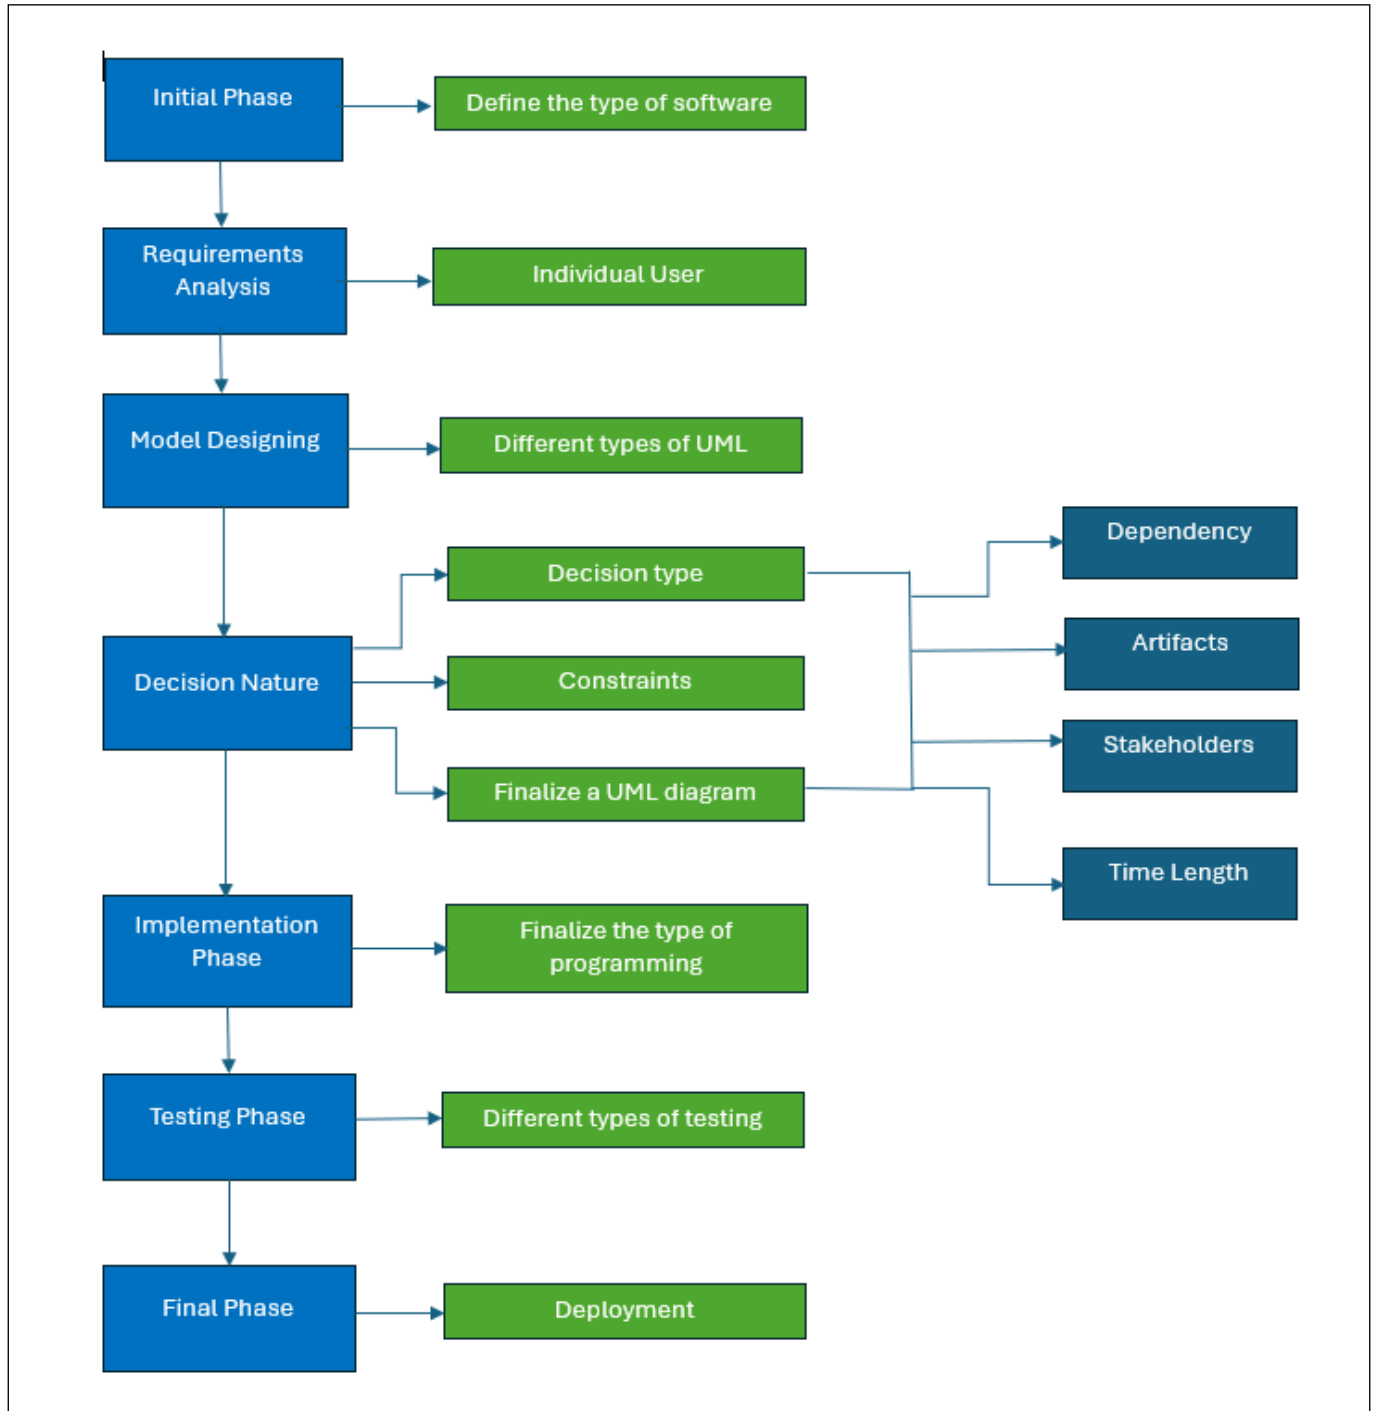 Initial Phase
Define the type of software
Requirements
Analysis
Individual User
Model Designing
Different types of UML
Dependency
Decision type
Artifacts
Decision Nature
Constraints
Stakeholders
Finalize a UML diagram
Time Length
Implementation
Phase
Finalize the type of
programming
Testing Phase
Different types of testing
Final Phase
Deployment